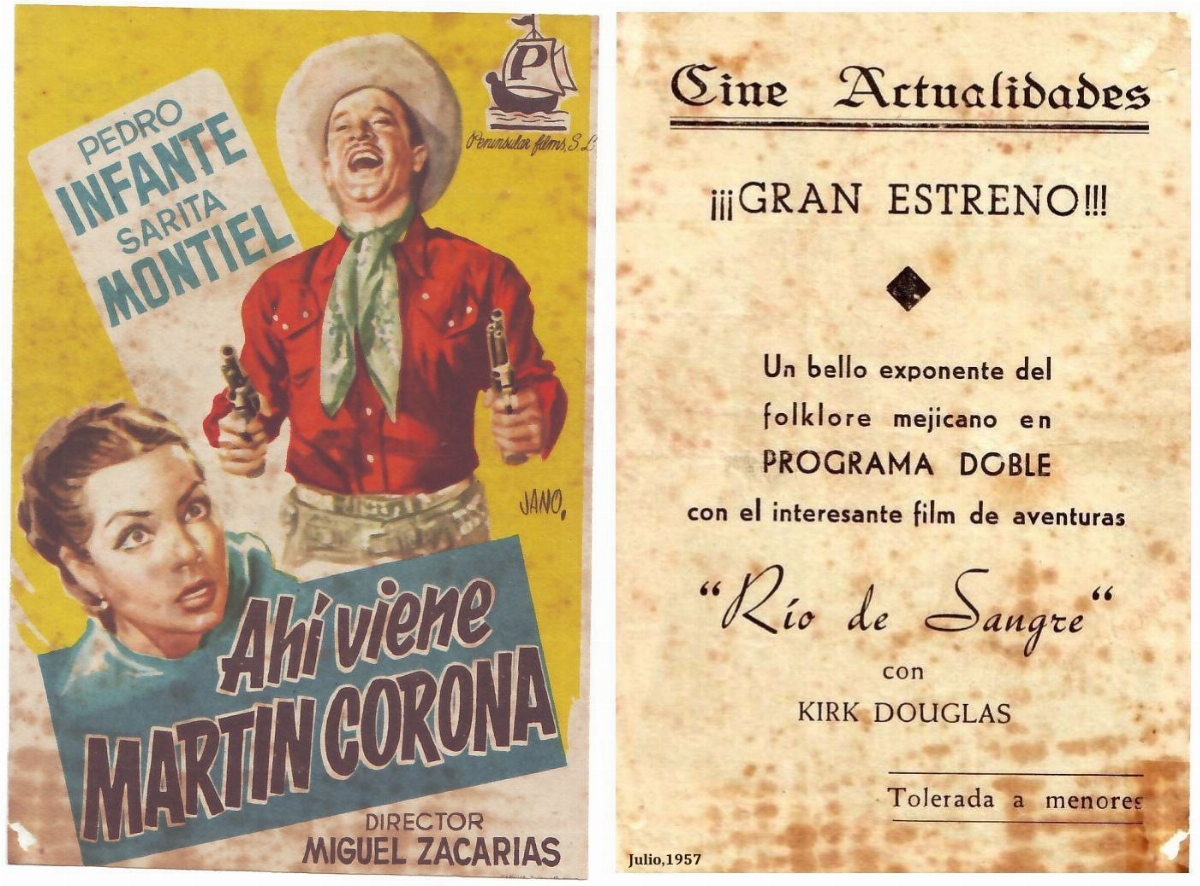 PEDRO
INFANTE
SARITA
MONTIEL
P
Peninsular films, S. L
JANO.
Ahí viene
MARTIN CORONA
DIRECTOR
MIGUEL ZACARIAS
Cine Actualidades
¡¡¡GRAN ESTRENO!!!
Un bello exponente del
folklore mejicano en
PROGRAMA DOBLE
con el interesante film de aventuras
“Río de Sangre“
con
KIRK DOUGLAS
Tolerada a menores
Julio,1957